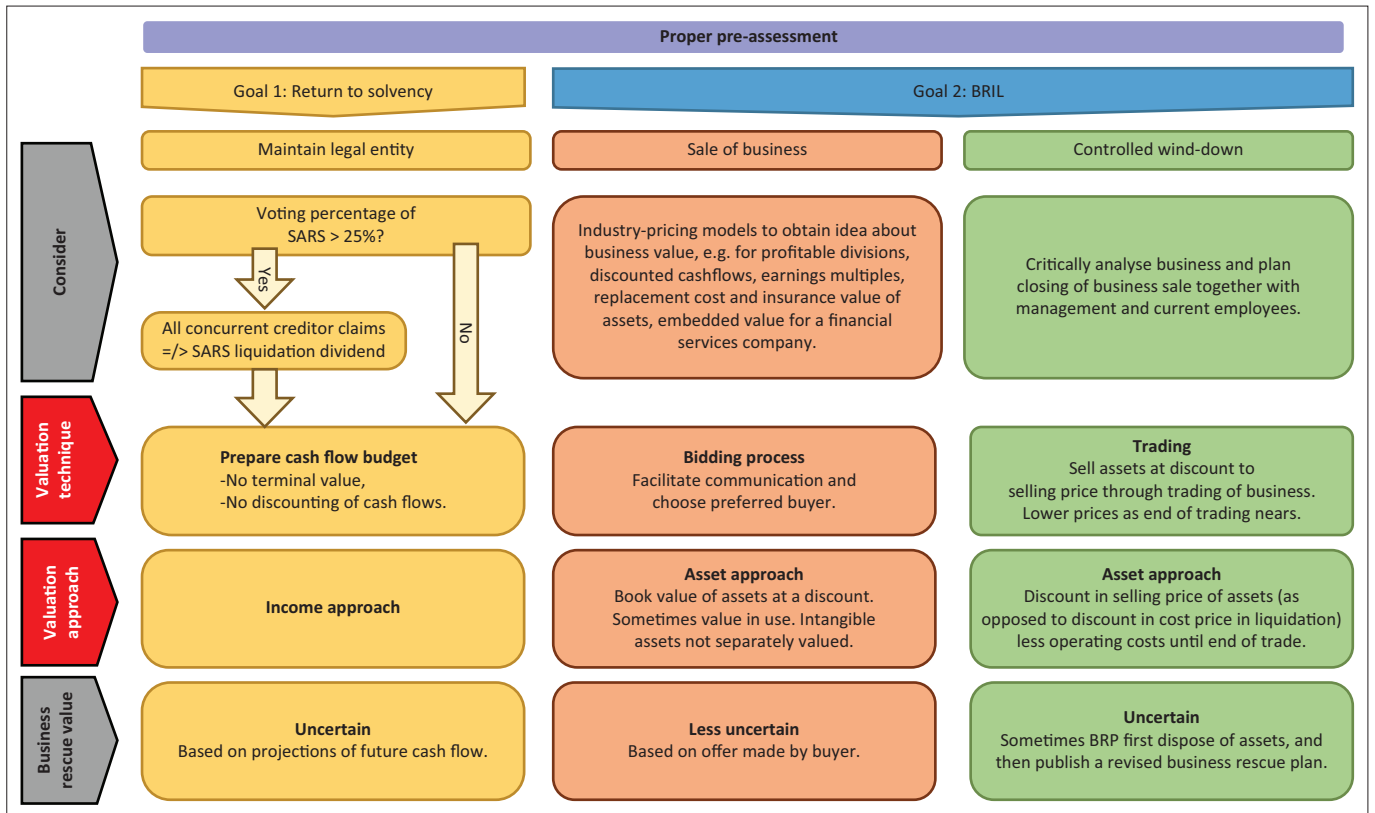 Proper pre-assessment
Goal 1: Return to solvency
Goal 2: BRIL
Maintain legal entity
Sale of business
Controlled wind-down
Consider
Voting percentage of
SARS > 25%?
Yes
No
All concurrent creditor claims
=/> SARS liquidation dividend
Industry-pricing models to obtain idea about
business value, e.g. for profitable divisions,
discounted cashflows, earnings multiples,
replacement cost and insurance value of
assets, embedded value for a financial
services company.
Critically analyse business and plan
closing of business sale together with
management and current employees.
Valuation
technique
Prepare cash flow budget
-No terminal value,
-No discounting of cash flows.
Bidding process
Facilitate communication and
choose preferred buyer.
Trading
Sell assets at discount to
selling price through trading of business.
Lower prices as end of trading nears.
Valuation
approach
Income approach
Asset approach
Book value of assets at a discount.
Sometimes value in use. Intangible
assets not separately valued.
Asset approach
Discount in selling price of assets (as
opposed to discount in cost price in liquidation)
less operating costs until end of trade.
Business
rescue value
Uncertain
Based on projections of future cash flow.
Less uncertain
Based on offer made by buyer.
Uncertain
Sometimes BRP first dispose of assets, and
then publish a revised business rescue plan.